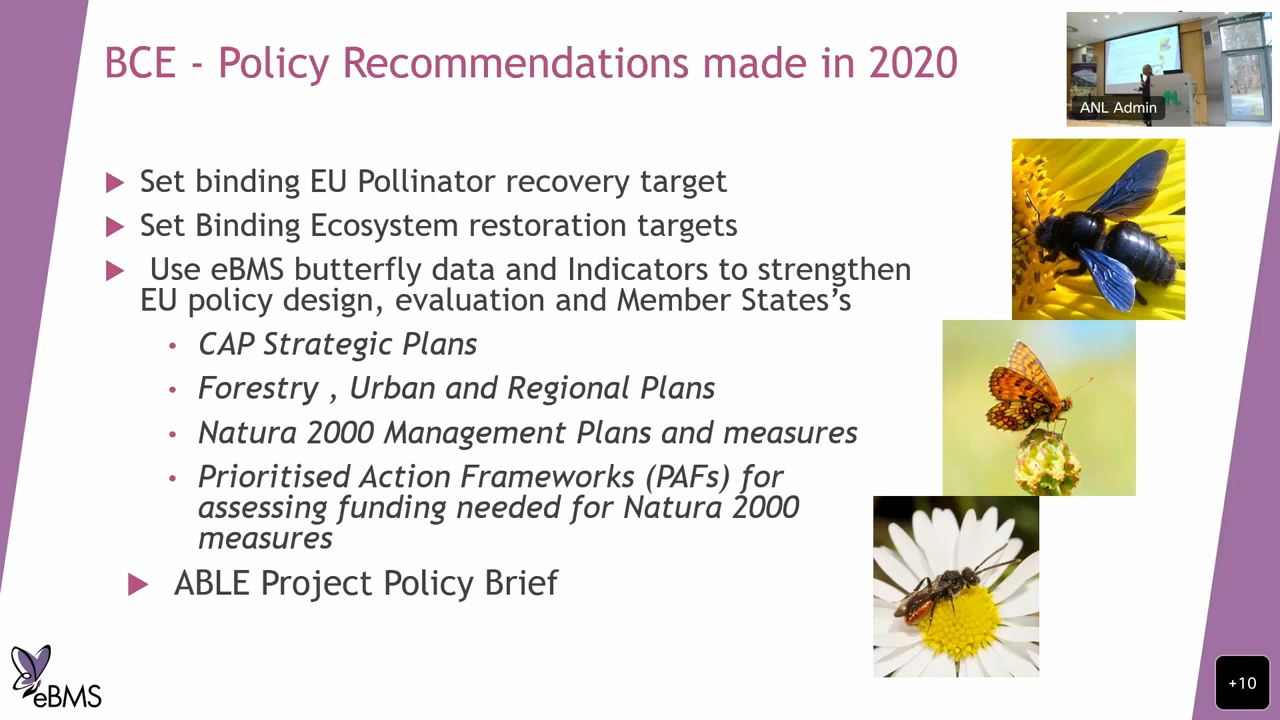 BCE - Policy Recommendations made in 2020
ANL Admin
Set binding EU Pollinator recovery target
Set Binding Ecosystem restoration targets
Use eBMS butterfly data and Indicators to strengthen
EU policy design, evaluation and Member States’s
CAP Strategic Plans
Forestry , Urban and Regional Plans
Natura 2000 Management Plans and measures
Prioritised Action Frameworks (PAFs) for
assessing funding needed for Natura 2000
measures
ABLE Project Policy Brief
eBMS
+10